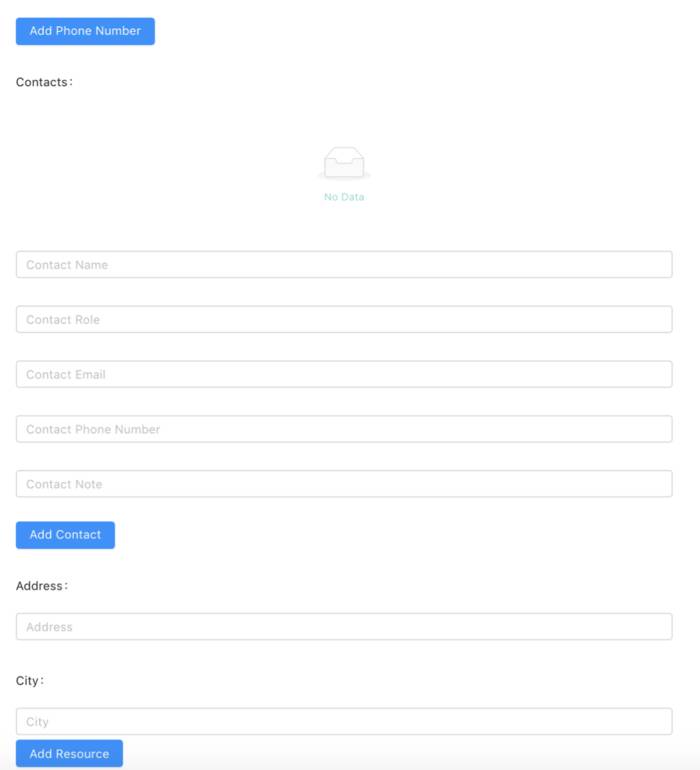 Add Phone Number
Contacts:
No Data
Contact Name
Contact Role
Contact Email
Contact Phone Number
Contact Note
Add Contact
Address:
Address
City:
City
Add Resource